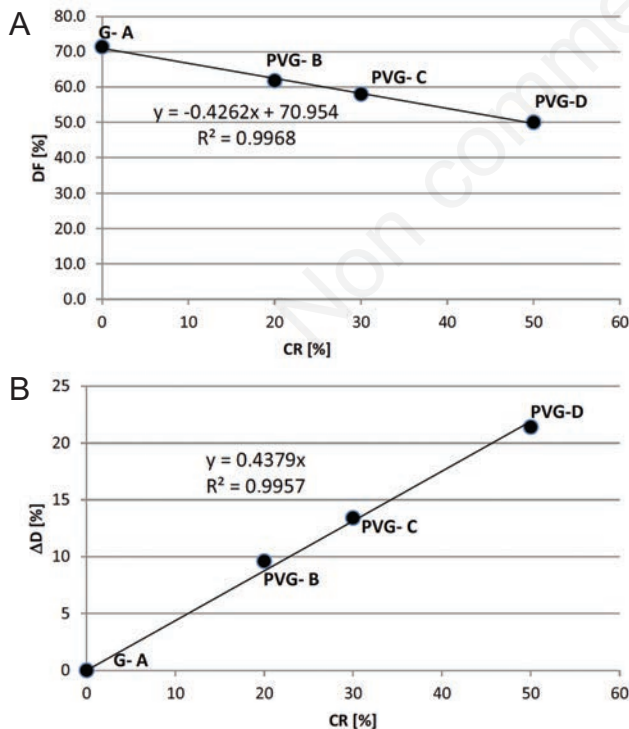 A
80.0
G- A
70.0
PVG- B
60.0
PVG- C
PVG-D
50.0
y = -0.4262x + 70.954
R² = 0.9968
40.0
30.0
20.0
10.0
0.0
DF [%]
0 10 20 30 40 50 60
CR [%]
Non comme
B
25
PVG-D
20
y = 0.4379x
R² = 0.9957
15
PVG- C
10
PVG- B
5
G- A
0
ΔD [%]
0 10 20 30 40 50 60
CR [%]